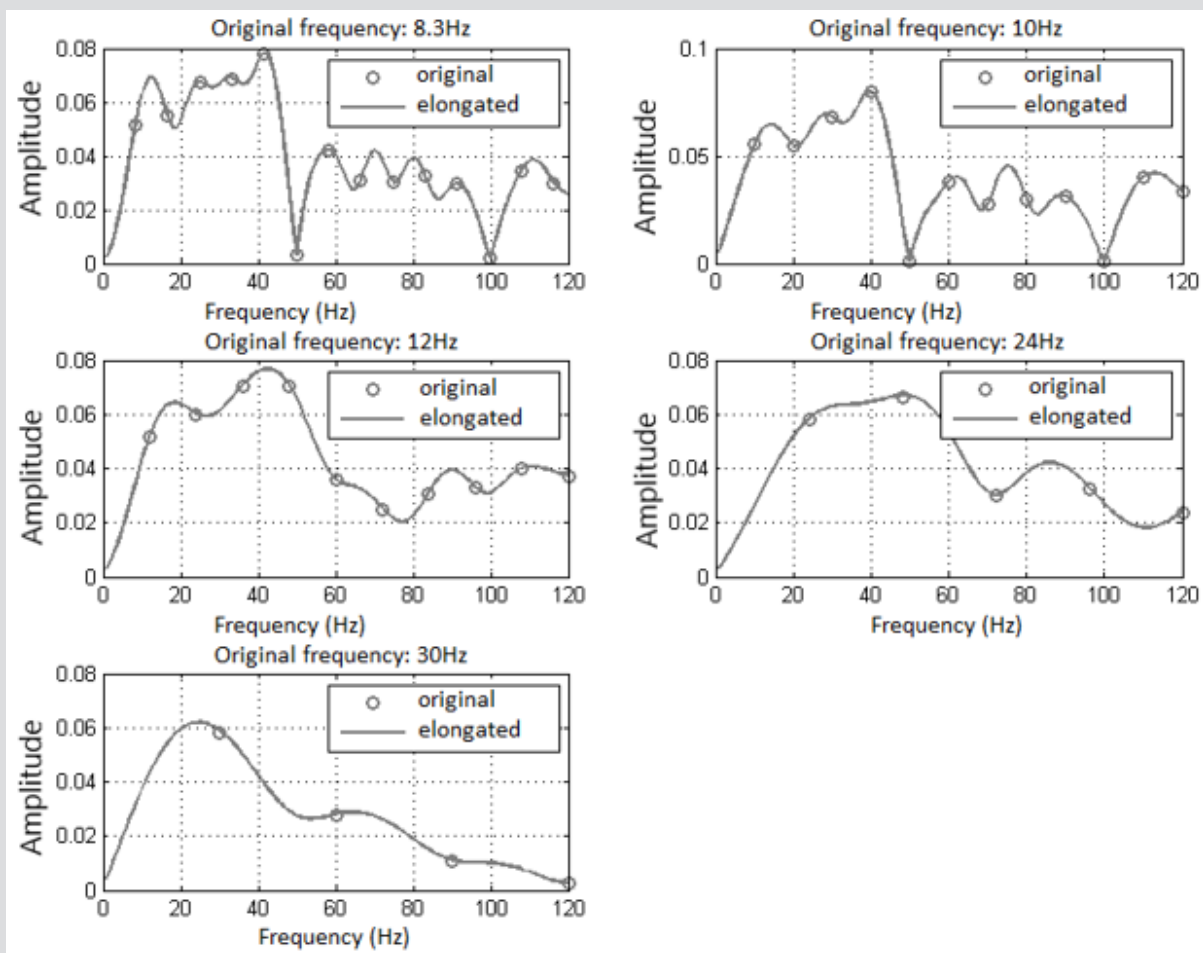 Original frequency: 8.3Hz
0.08
0.06
0.04
0.02
0
Amplitude
original
elongated
0 20 40 60 80 100 120
Frequency (Hz)
Original frequency: 10Hz
0.1
0.05
0
Amplitude
original
elongated
0 20 40 60 80 100 120
Frequency (Hz)
Original frequency: 12Hz
0.08
0.06
0.04
0.02
0
Amplitude
original
elongated
0 20 40 60 80 100 120
Frequency (Hz)
Original frequency: 24Hz
0.08
0.06
0.04
0.02
0
Amplitude
original
elongated
0 20 40 60 80 100 120
Frequency (Hz)
Original frequency: 30Hz
0.08
0.06
0.04
0.02
0
Amplitude
original
elongated
0 20 40 60 80 100 120
Frequency (Hz)